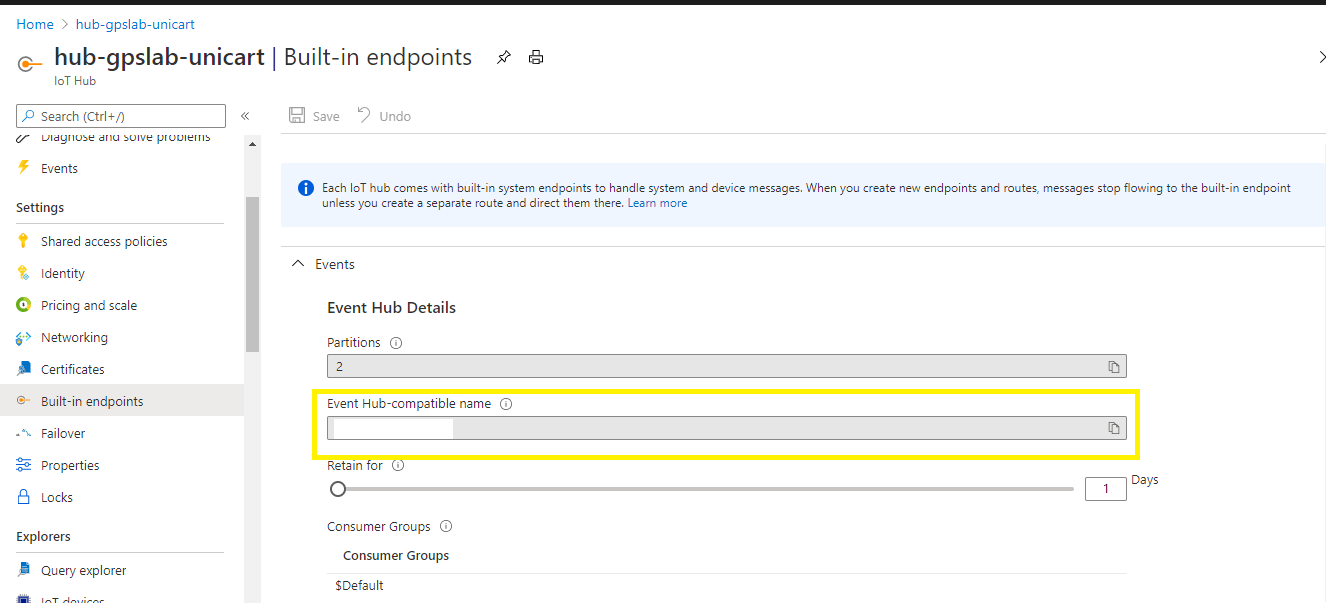 Home > hub-gpslab-unicart
hub-gpslab-unicart | Built-in endpoints
IoT Hub
Search (Ctrl+/)
«
Diagnose and solve problems
Events
Settings
Shared access policies
Identity
Pricing and scale
Networking
Certificates
Built-in endpoints
Failover
Properties
Locks
Explorers
Query explorer
IoT devices
Save
Undo
Each IoT hub comes with built-in system endpoints to handle system and device messages. When you create new endpoints and routes, messages stop flowing to the built-in endpoint
unless you create a separate route and direct them there. Learn more
Events
Event Hub Details
Partitions
2
Event Hub-compatible name
Retain for
1
Days
Consumer Groups
Consumer Groups
$Default